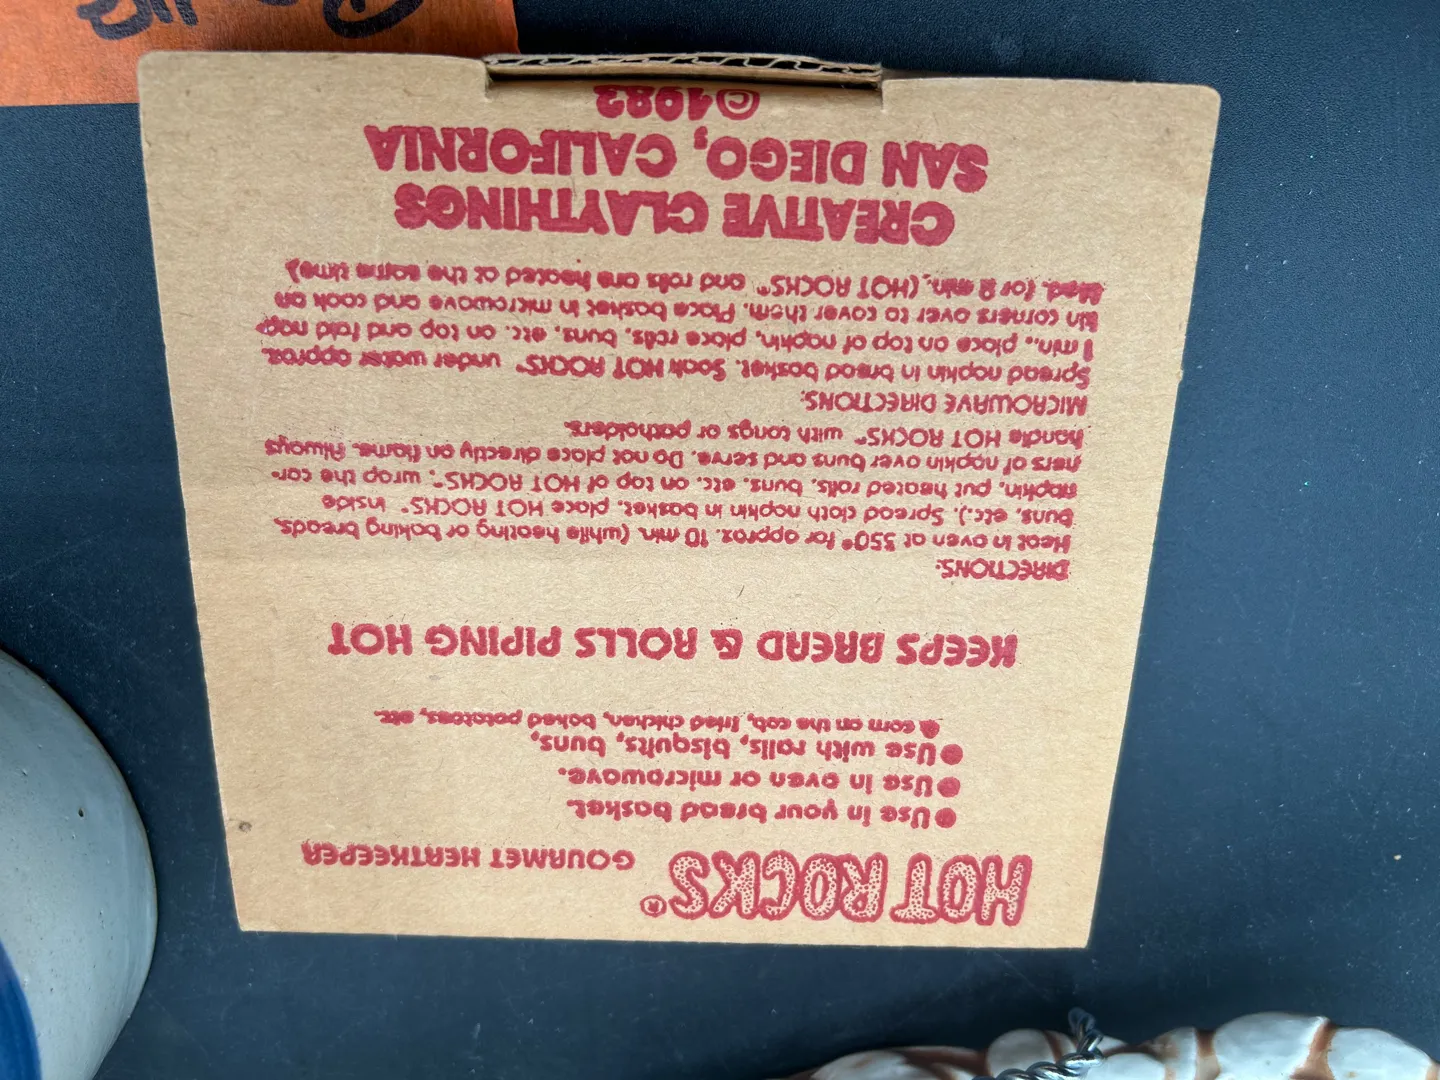 HOT ROCKS® GOURMET HEATKEEPER
● Use in your bread basket.
● Use in oven or microwave.
● Use with rolls, bisquits, buns,
& corn on the cob, fried chicken, baked potatoes, etc.
KEEPS BREAD & ROLLS PIPING HOT
DIRECTIONS:
Heat in oven at 350° for approx. 10 min. (while heating or baking breads,
buns, etc.). Spread cloth napkin in basket, place HOT ROCKS® inside
napkin, put heated rolls, buns, etc. on top of HOT ROCKS®, wrap the cor-
ners of napkin over buns and serve. Do not place directly on flame. Always
handle HOT ROCKS® with tongs or potholders.
MICROWAVE DIRECTIONS:
Spread napkin in bread basket. Soak HOT ROCKS® under water approx.
1 min., place on top of napkin, place rolls, buns, etc. on top and fold nap-
kin corners over to cover them. Place basket in microwave and cook on
Med. for 2 min. (HOT ROCKS® and rolls are heated at the same time)
CREATIVE CLAYTHINGS
SAN DIEGO, CALIFORNIA
©1983